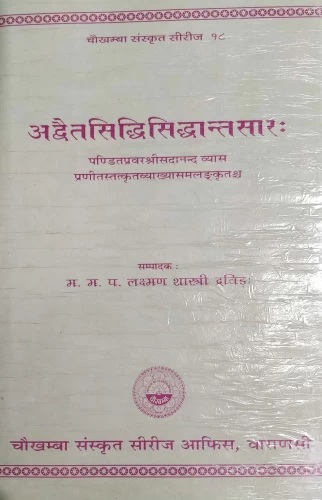 चौखम्बा संस्कृत सीरीज १८
अद्वैतसिद्धिसिद्धान्तसारः
पण्डितप्रवरश्रीसदानन्द व्यास
प्रणीतस्तत्कृतव्याख्यासमलङ्कृतश्च
सम्पादक :
म. म. प. लक्ष्मण शास्त्री द्रविड़
चौखम्बा संस्कृत सीरीज आफिस, वाराणसी